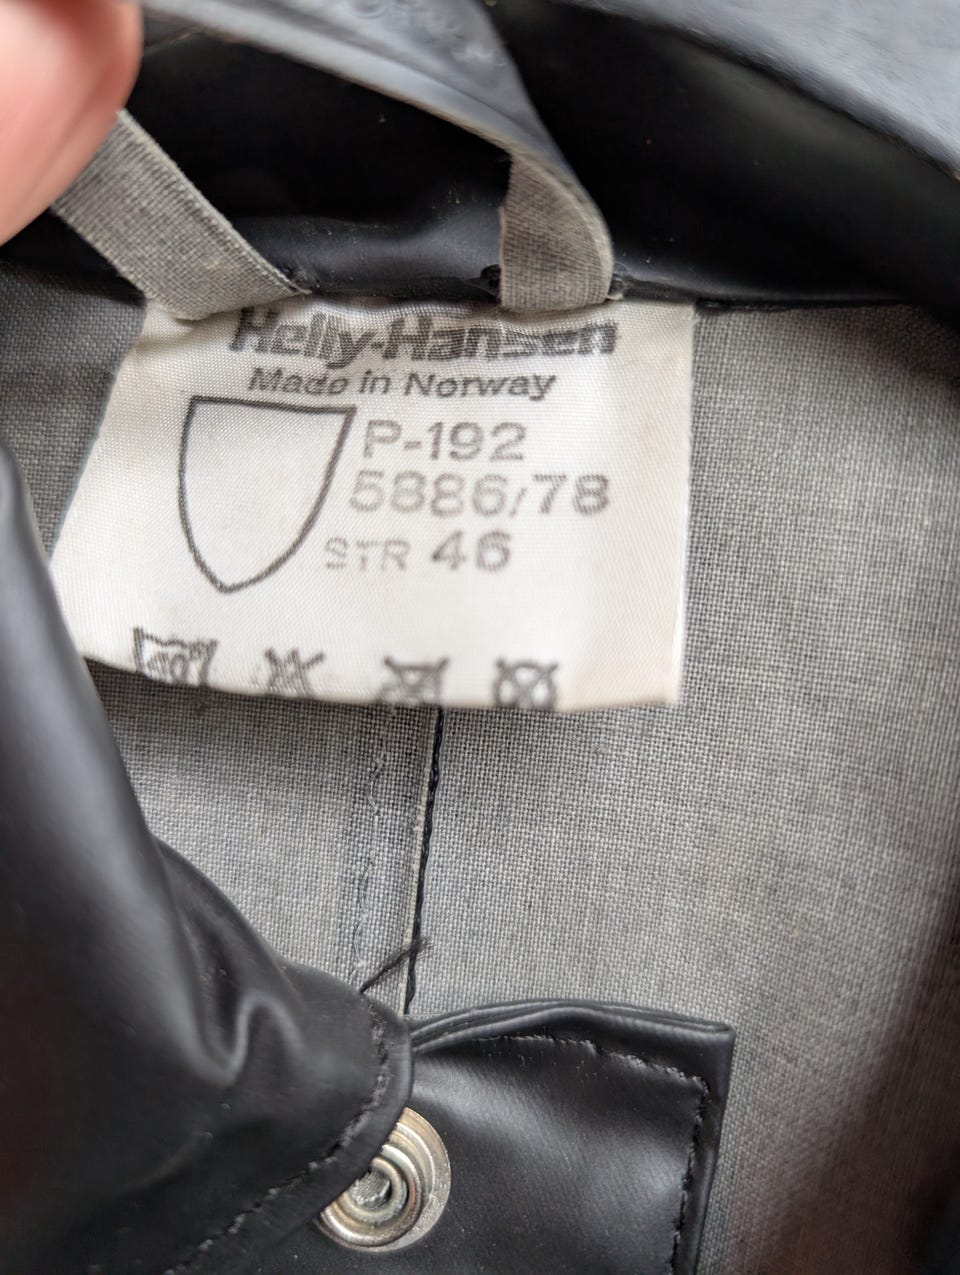 Helly-Hansen
Made in Norway
P-192
5886/78
STR 46